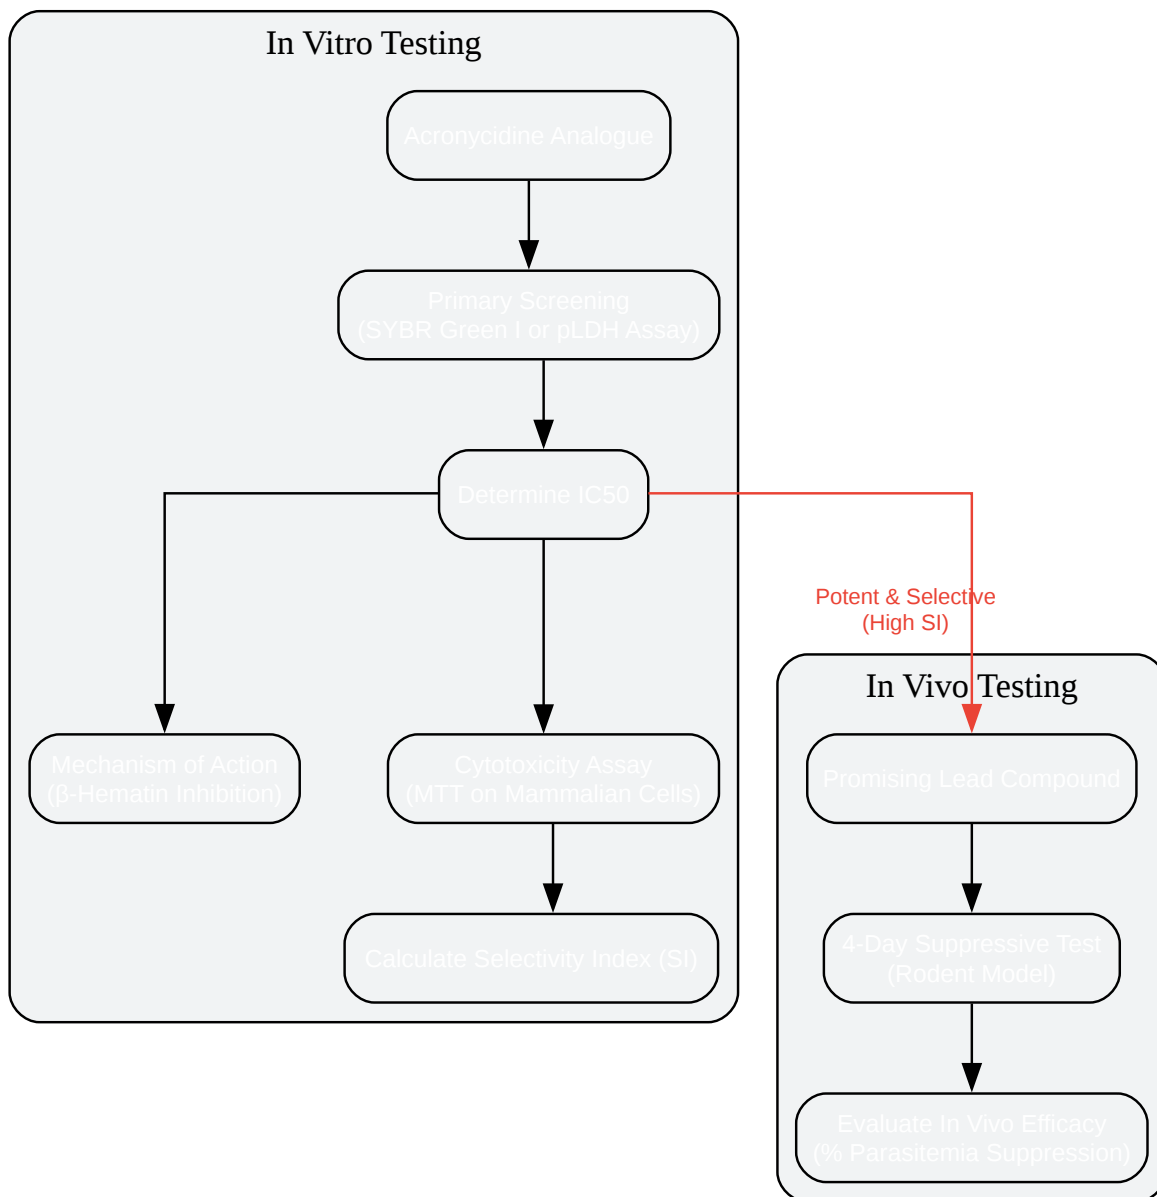 In Vitro Testing
Acronycidine Analogue
Primary Screening
(SYBR Green I or pLDH Assay)
Determine IC50
Potent & Selective
(High SI)
In Vivo Testing
Mechanism of Action
(β-Hematin Inhibition)
Cytotoxicity Assay
(MTT on Mammalian Cells)
Promising Lead Compound
Calculate Selectivity Index (SI)
4-Day Suppressive Test
(Rodent Model)
Evaluate In Vivo Efficacy
(% Parasitemia Suppression)